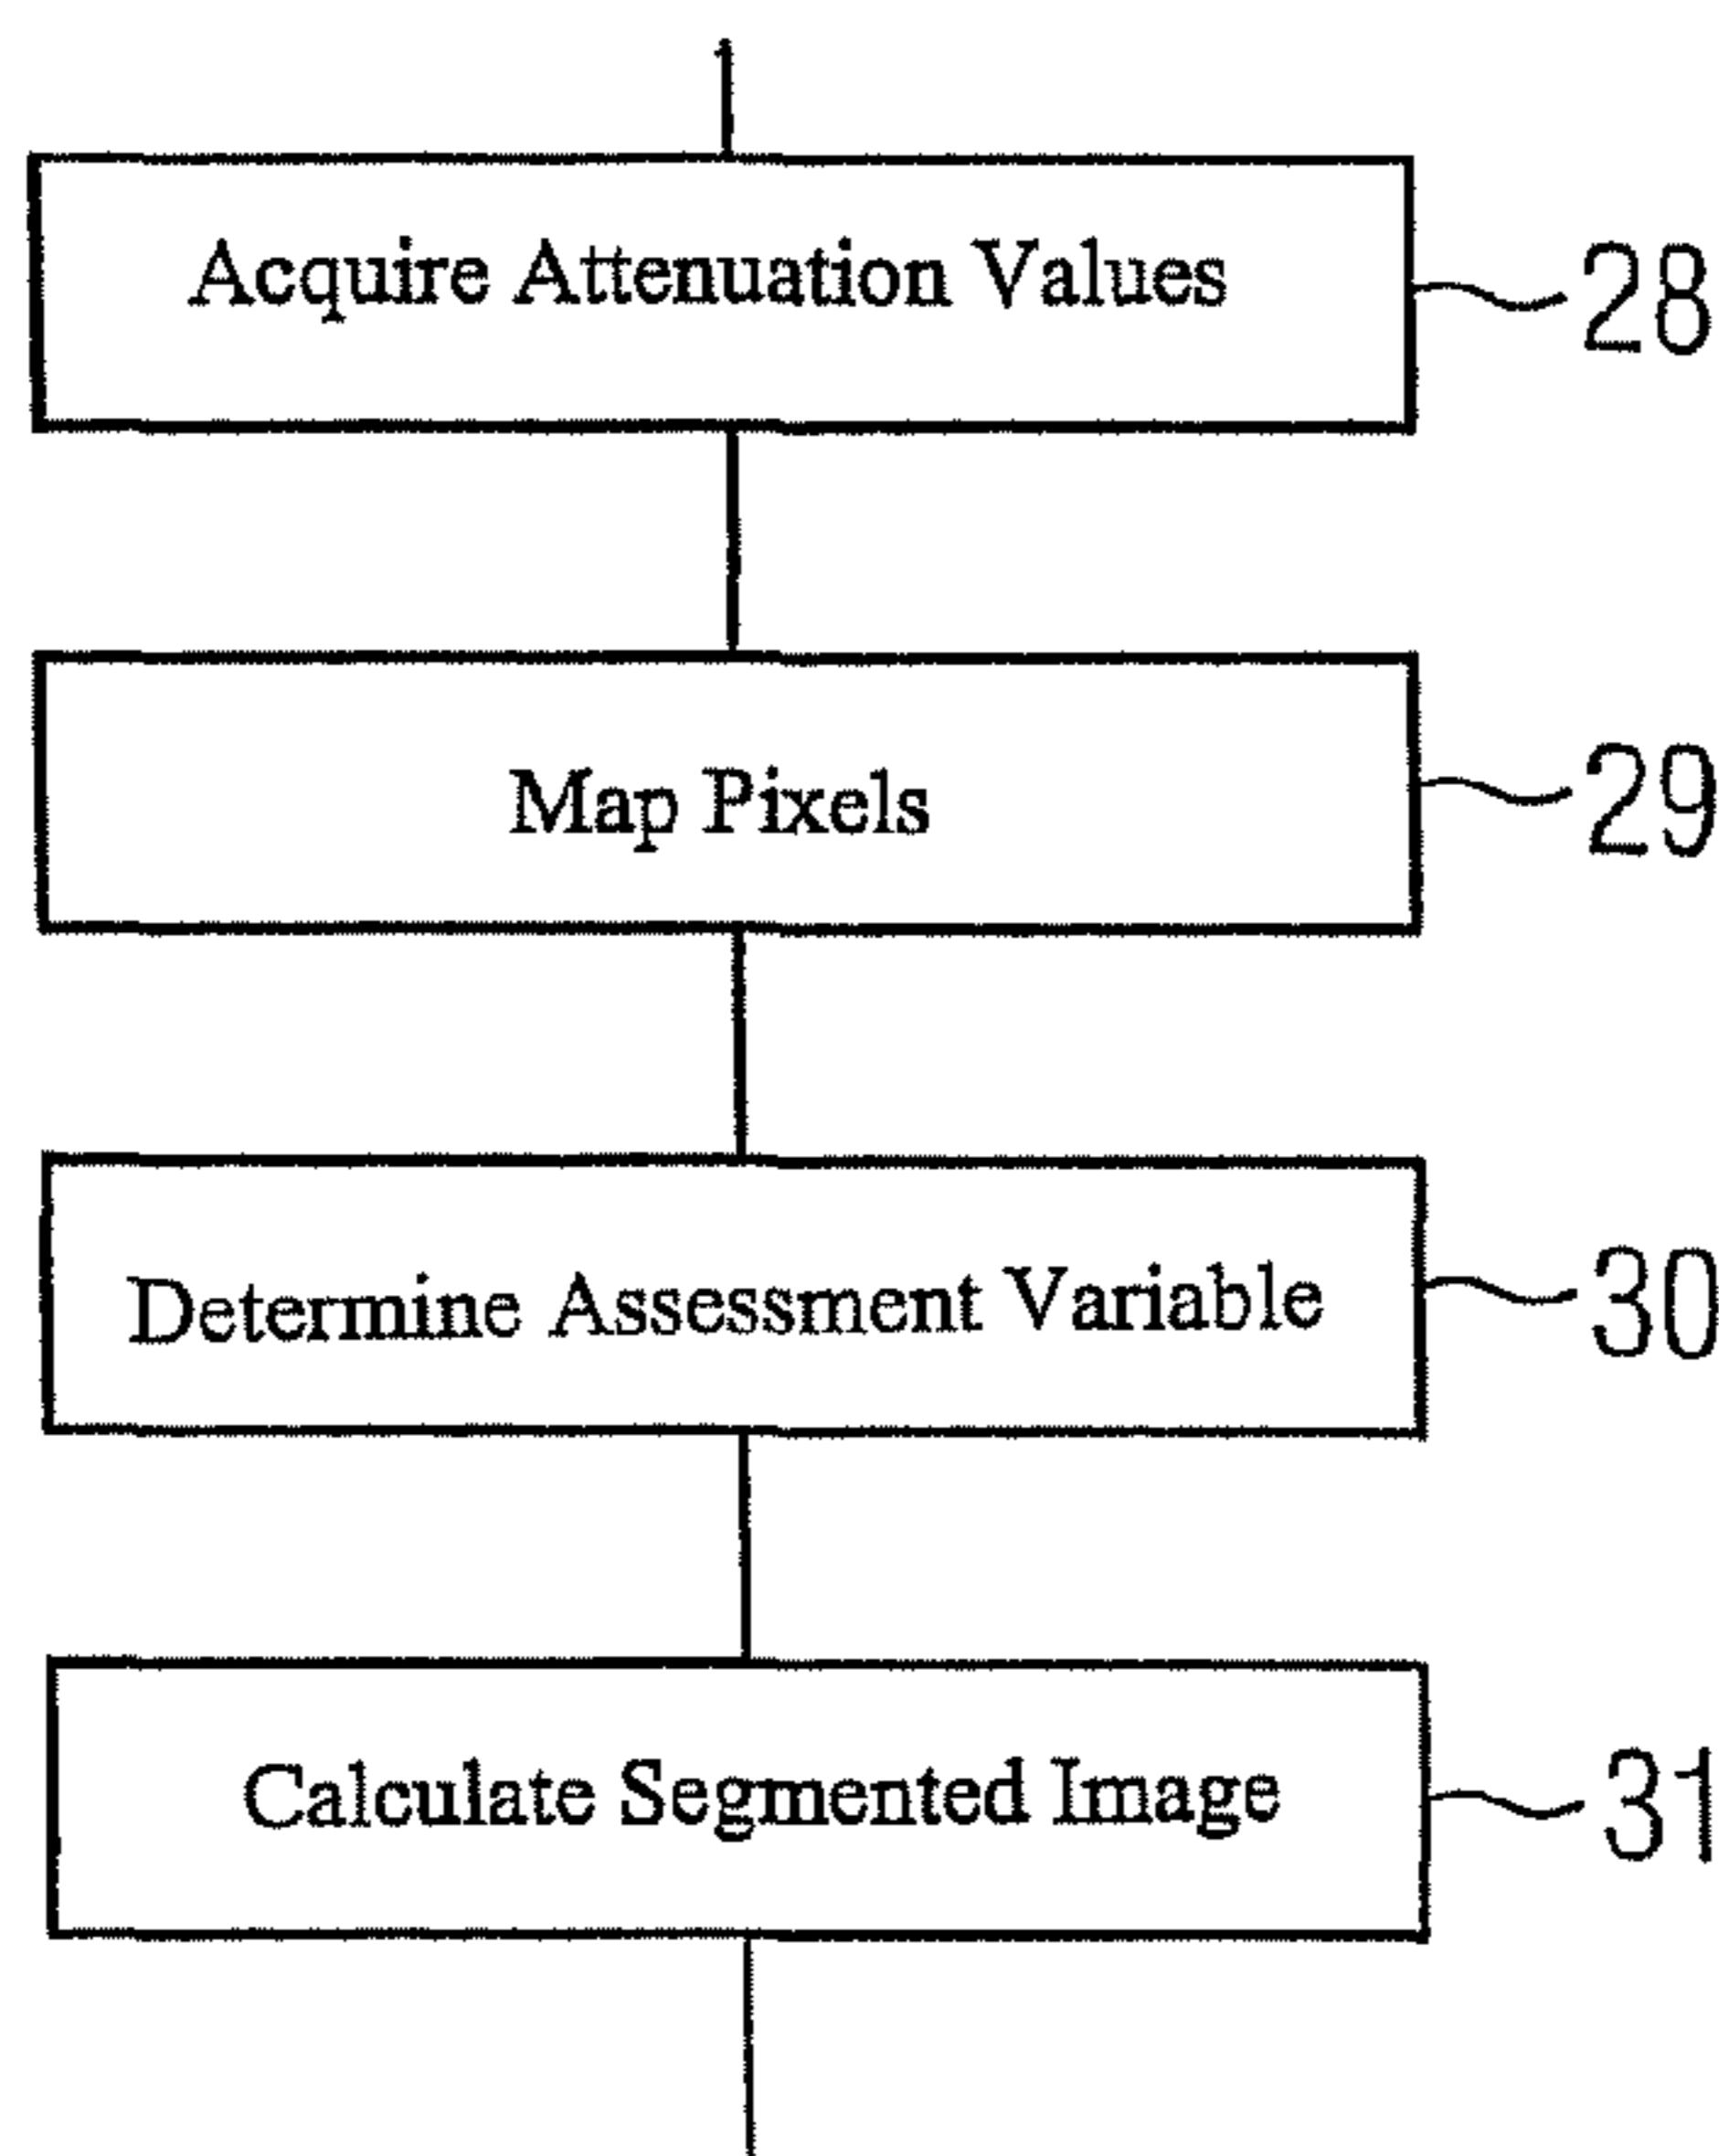 Acquire Attenuation Values
28
Map Pixels
29
Determine Assessment Variable
30
Calculate Segmented Image
31